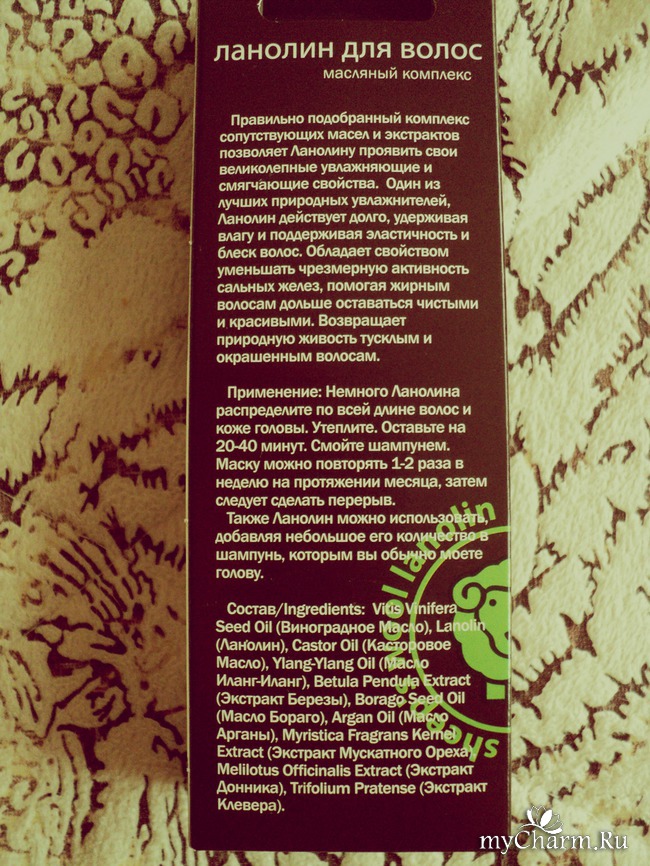 ланолин для волос
масляный комплекс
Правильно подобранный комплекс
сопутствующих масел и экстрактов
позволяет Ланолину проявить свои
великолепные увлажняющие и
смягчающие свойства. Один из
лучших природных увлажнителей,
Ланолин действует долго, удерживая
влагу и поддерживая эластичность и
блеск волос. Обладает свойством
уменьшать чрезмерную активность
сальных желез, помогая жирным
волосам дольше оставаться чистыми
и красивыми. Возвращает
природную живость тусклым и
окрашенным волосам.
Применение: Немного Ланолина
распределите по всей длине волос и
коже головы. Утеплите. Оставьте на
20-40 минут. Смойте шампунем.
Маску можно повторять 1-2 раза в
неделю на протяжении месяца, затем
следует сделать перерыв.
Также Ланолин можно использовать,
добавляя небольшое его количество в
шампунь, которым вы обычно моете
голову.
Состав/Ingredients: Vitis Vinifera
Seed Oil (Виноградное Масло), Lanolin
(Ланолин), Castor Oil (Касторовое
Масло), Ylang-Ylang Oil (Масло
Иланг-Иланг), Betula Pendula Extract
(Экстракт Березы), Borago Seed Oil
(Масло Бораго), Argan Oil (Масло
Арганы), Myristica Fragrans Kernel
Extract (Экстракт Мускатного Ореха),
Melilotus Officinalis Extract (Экстракт
Донника), Trifolium Pratense (Экстракт
Клевера).
sheep's wool lanolin
myCharm.Ru